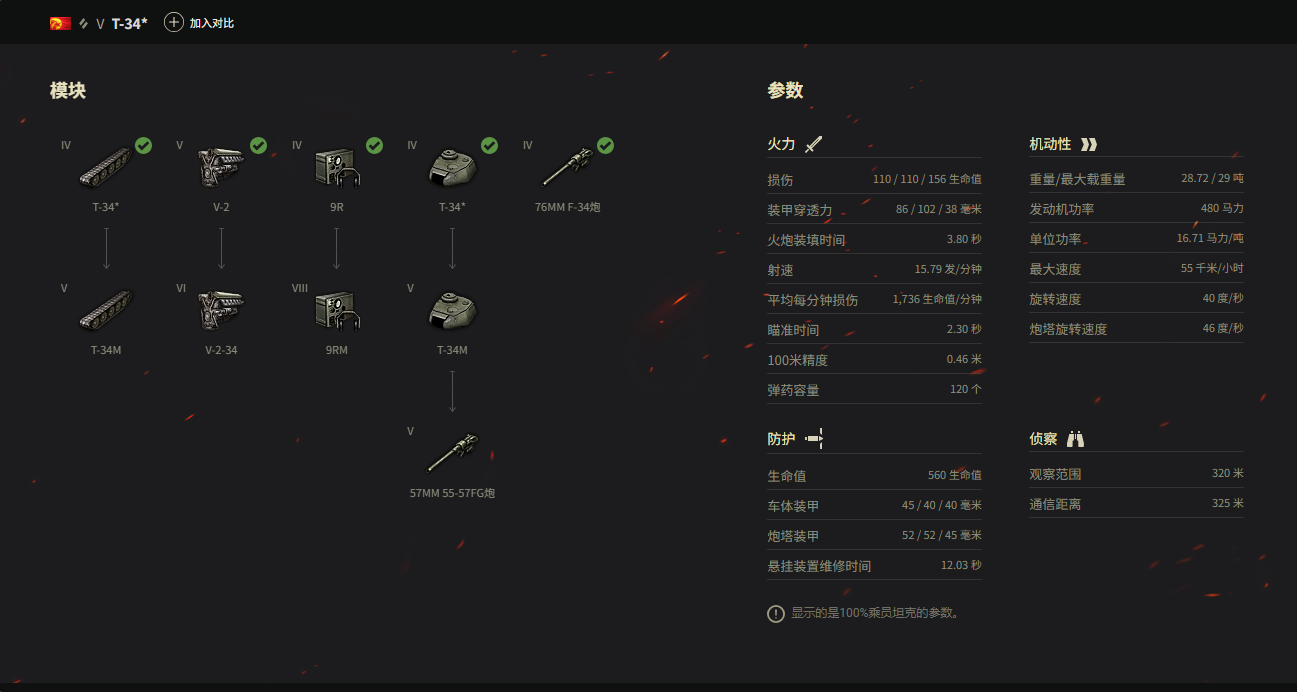 V T-34* 加入对比
模块
IV V IV IV IV
T-34* V-2 9R T-34* 76MM F-34炮
V VI VIII V
T-34M V-2-34 9RM T-34M
V
57MM 55-57FG炮
参数
火力
损伤 110 / 110 / 156 生命值
装甲穿透力 86 / 102 / 38 毫米
火炮装填时间 3.80 秒
射速 15.79 发/分钟
平均每分钟损伤 1,736 生命值/分钟
瞄准时间 2.30 秒
100米精度 0.46 米
弹药容量 120 个
机动性
重量/最大载重量 28.72 / 29 吨
发动机功率 480 马力
单位功率 16.71 马力/吨
最大速度 55 千米/小时
旋转速度 40 度/秒
炮塔旋转速度 46 度/秒
防护
生命值 560 生命值
车体装甲 45 / 40 / 40 毫米
炮塔装甲 52 / 52 / 45 毫米
悬挂装置维修时间 12.03 秒
侦察
观察范围 320 米
通信距离 325 米
显示的是100%乘员坦克的参数。